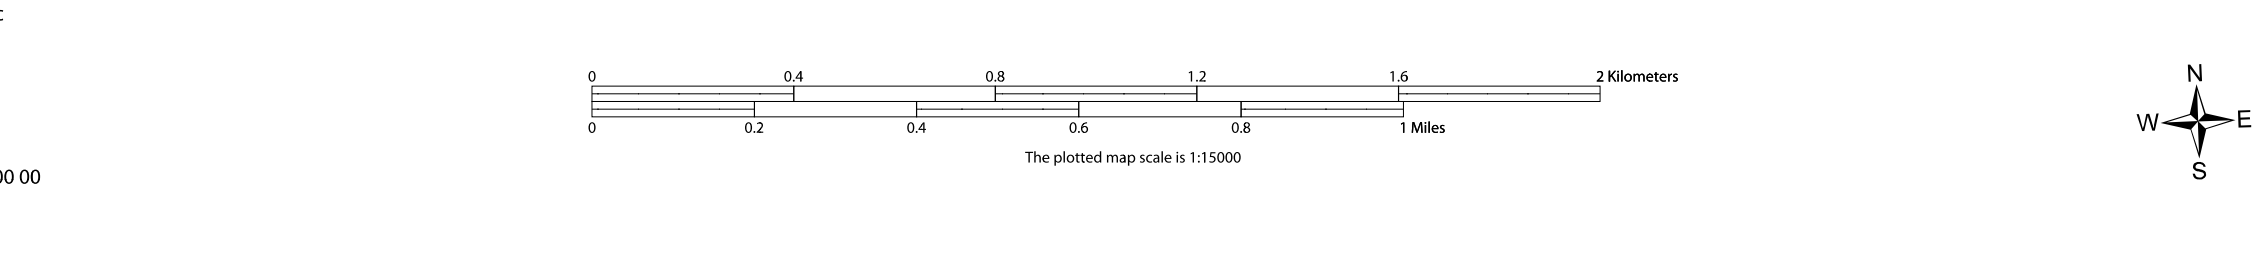 0 0.4 0.8 1.2 1.6 2 Kilometers
0 0.2 0.4 0.6 0.8 1 Miles
The plotted map scale is 1:15000
00 00
N
W E
S